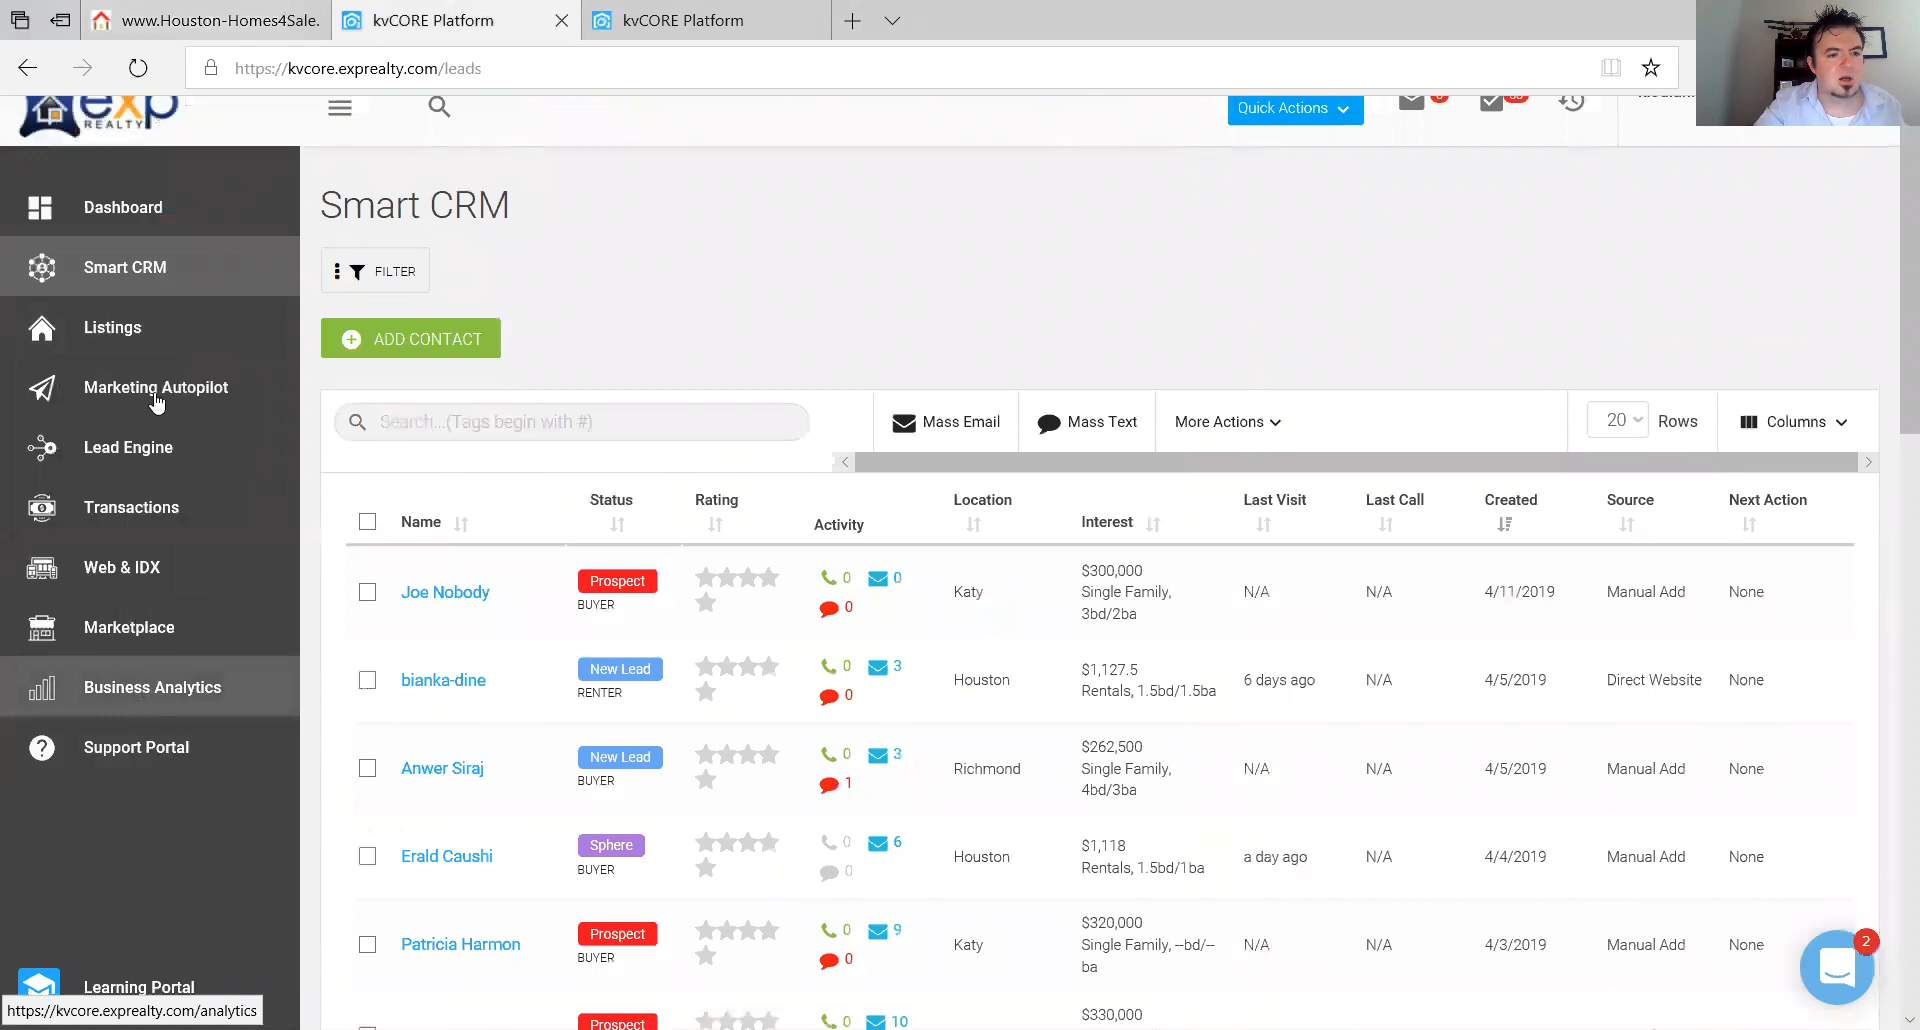 www.Houston-Homes4Sale.
kvCORE Platform
kvCORE Platform
https://kvcore.exprealty.com/leads
exp
REALTY
Quick Actions
Dashboard
Smart CRM
Listings
Marketing Autopilot
Lead Engine
Transactions
Web & IDX
Marketplace
Business Analytics
Support Portal
Learning Portal
https://kvcore.exprealty.com/analytics
Smart CRM
FILTER
ADD CONTACT
Search...(Tags begin with #)
Mass Email
Mass Text
More Actions
20 Rows
Columns
Name Status Rating Activity Location Interest Last Visit Last Call Created Source Next Action
Joe Nobody Prospect BUYER 0 0 0 Katy $300,000 Single Family, 3bd/2ba N/A N/A 4/11/2019 Manual Add None
bianka-dine New Lead RENTER 0 3 0 Houston $1,127.5 Rentals, 1.5bd/1.5ba 6 days ago N/A 4/5/2019 Direct Website None
Anwer Siraj New Lead BUYER 0 3 1 Richmond $262,500 Single Family, 4bd/3ba N/A N/A 4/5/2019 Manual Add None
Erald Caushi Sphere BUYER 0 6 0 Houston $1,118 Rentals, 1.5bd/1ba a day ago N/A 4/4/2019 Manual Add None
Patricia Harmon Prospect BUYER 0 9 0 Katy $320,000 Single Family, --bd/--ba N/A N/A 4/3/2019 Manual Add None
Prospect 0 10 $330,000
2